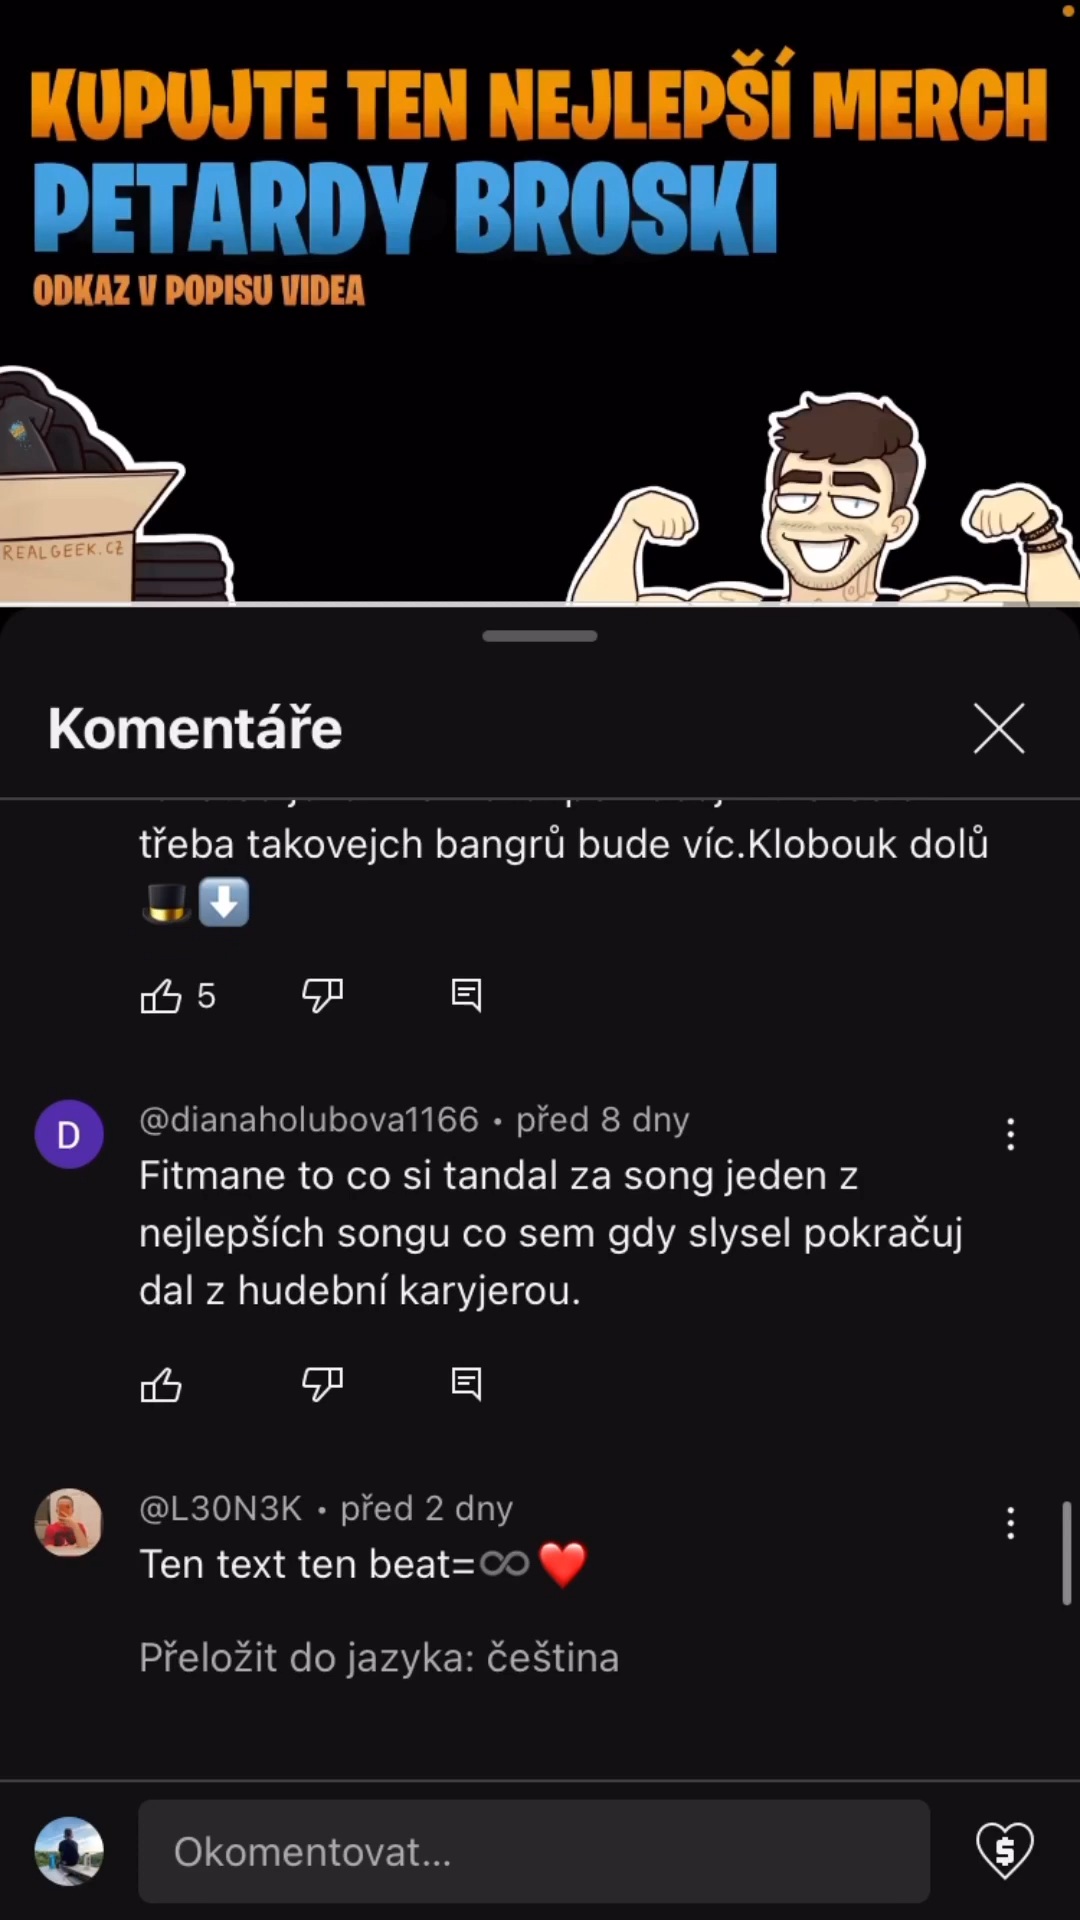 KUPUJTE TEN NEJLEPŠÍ MERCH
PETARDY BROSKI
ODKAZ V POPISU VIDEA
REALGEEK.CZ
Komentáře
třeba takovejch bangrů bude víc.Klobouk dolů
🎩⬇️
5
D
@dianaholubova1166 • před 8 dny
Fitmane to co si tandal za song jeden z
nejlepších songu co sem gdy slysel pokračuj
dal z hudební karyjerou.
@L30N3K • před 2 dny
Ten text ten beat=♾️❤️
Přeložit do jazyka: čeština
Okomentovat...
$